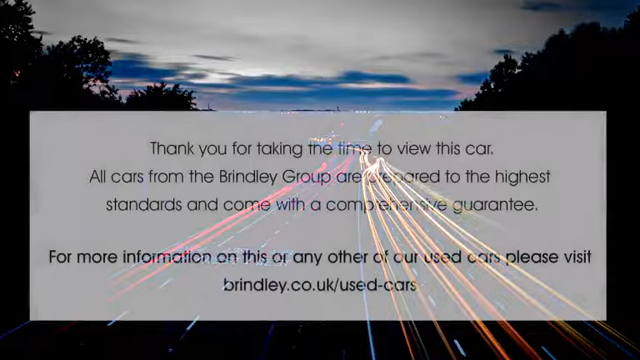 Thank you for taking the time to view this car.
All cars from the Brindley Group are prepared to the highest
standards and come with a comprehensive guarantee.
For more information on this or any other of our used cars please visit
brindley.co.uk/used-cars